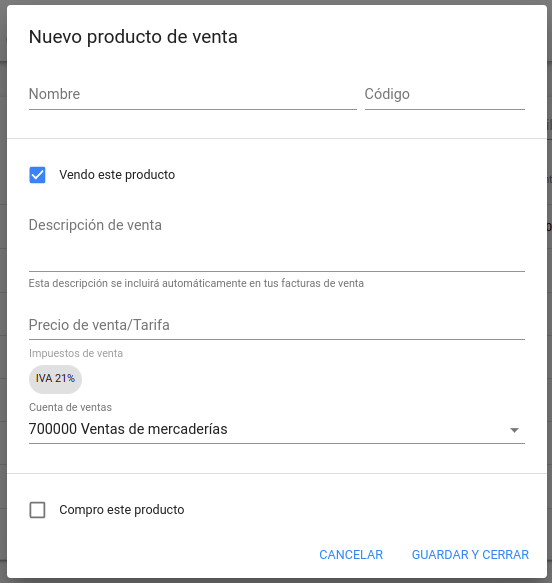 Nuevo producto de venta
Nombre Código
Vendo este producto
Descripción de venta
Esta descripción se incluirá automáticamente en tus facturas de venta
Precio de venta/Tarifa
Impuestos de venta
IVA 21%
Cuenta de ventas
700000 Ventas de mercaderías
Compro este producto
CANCELAR GUARDAR Y CERRAR